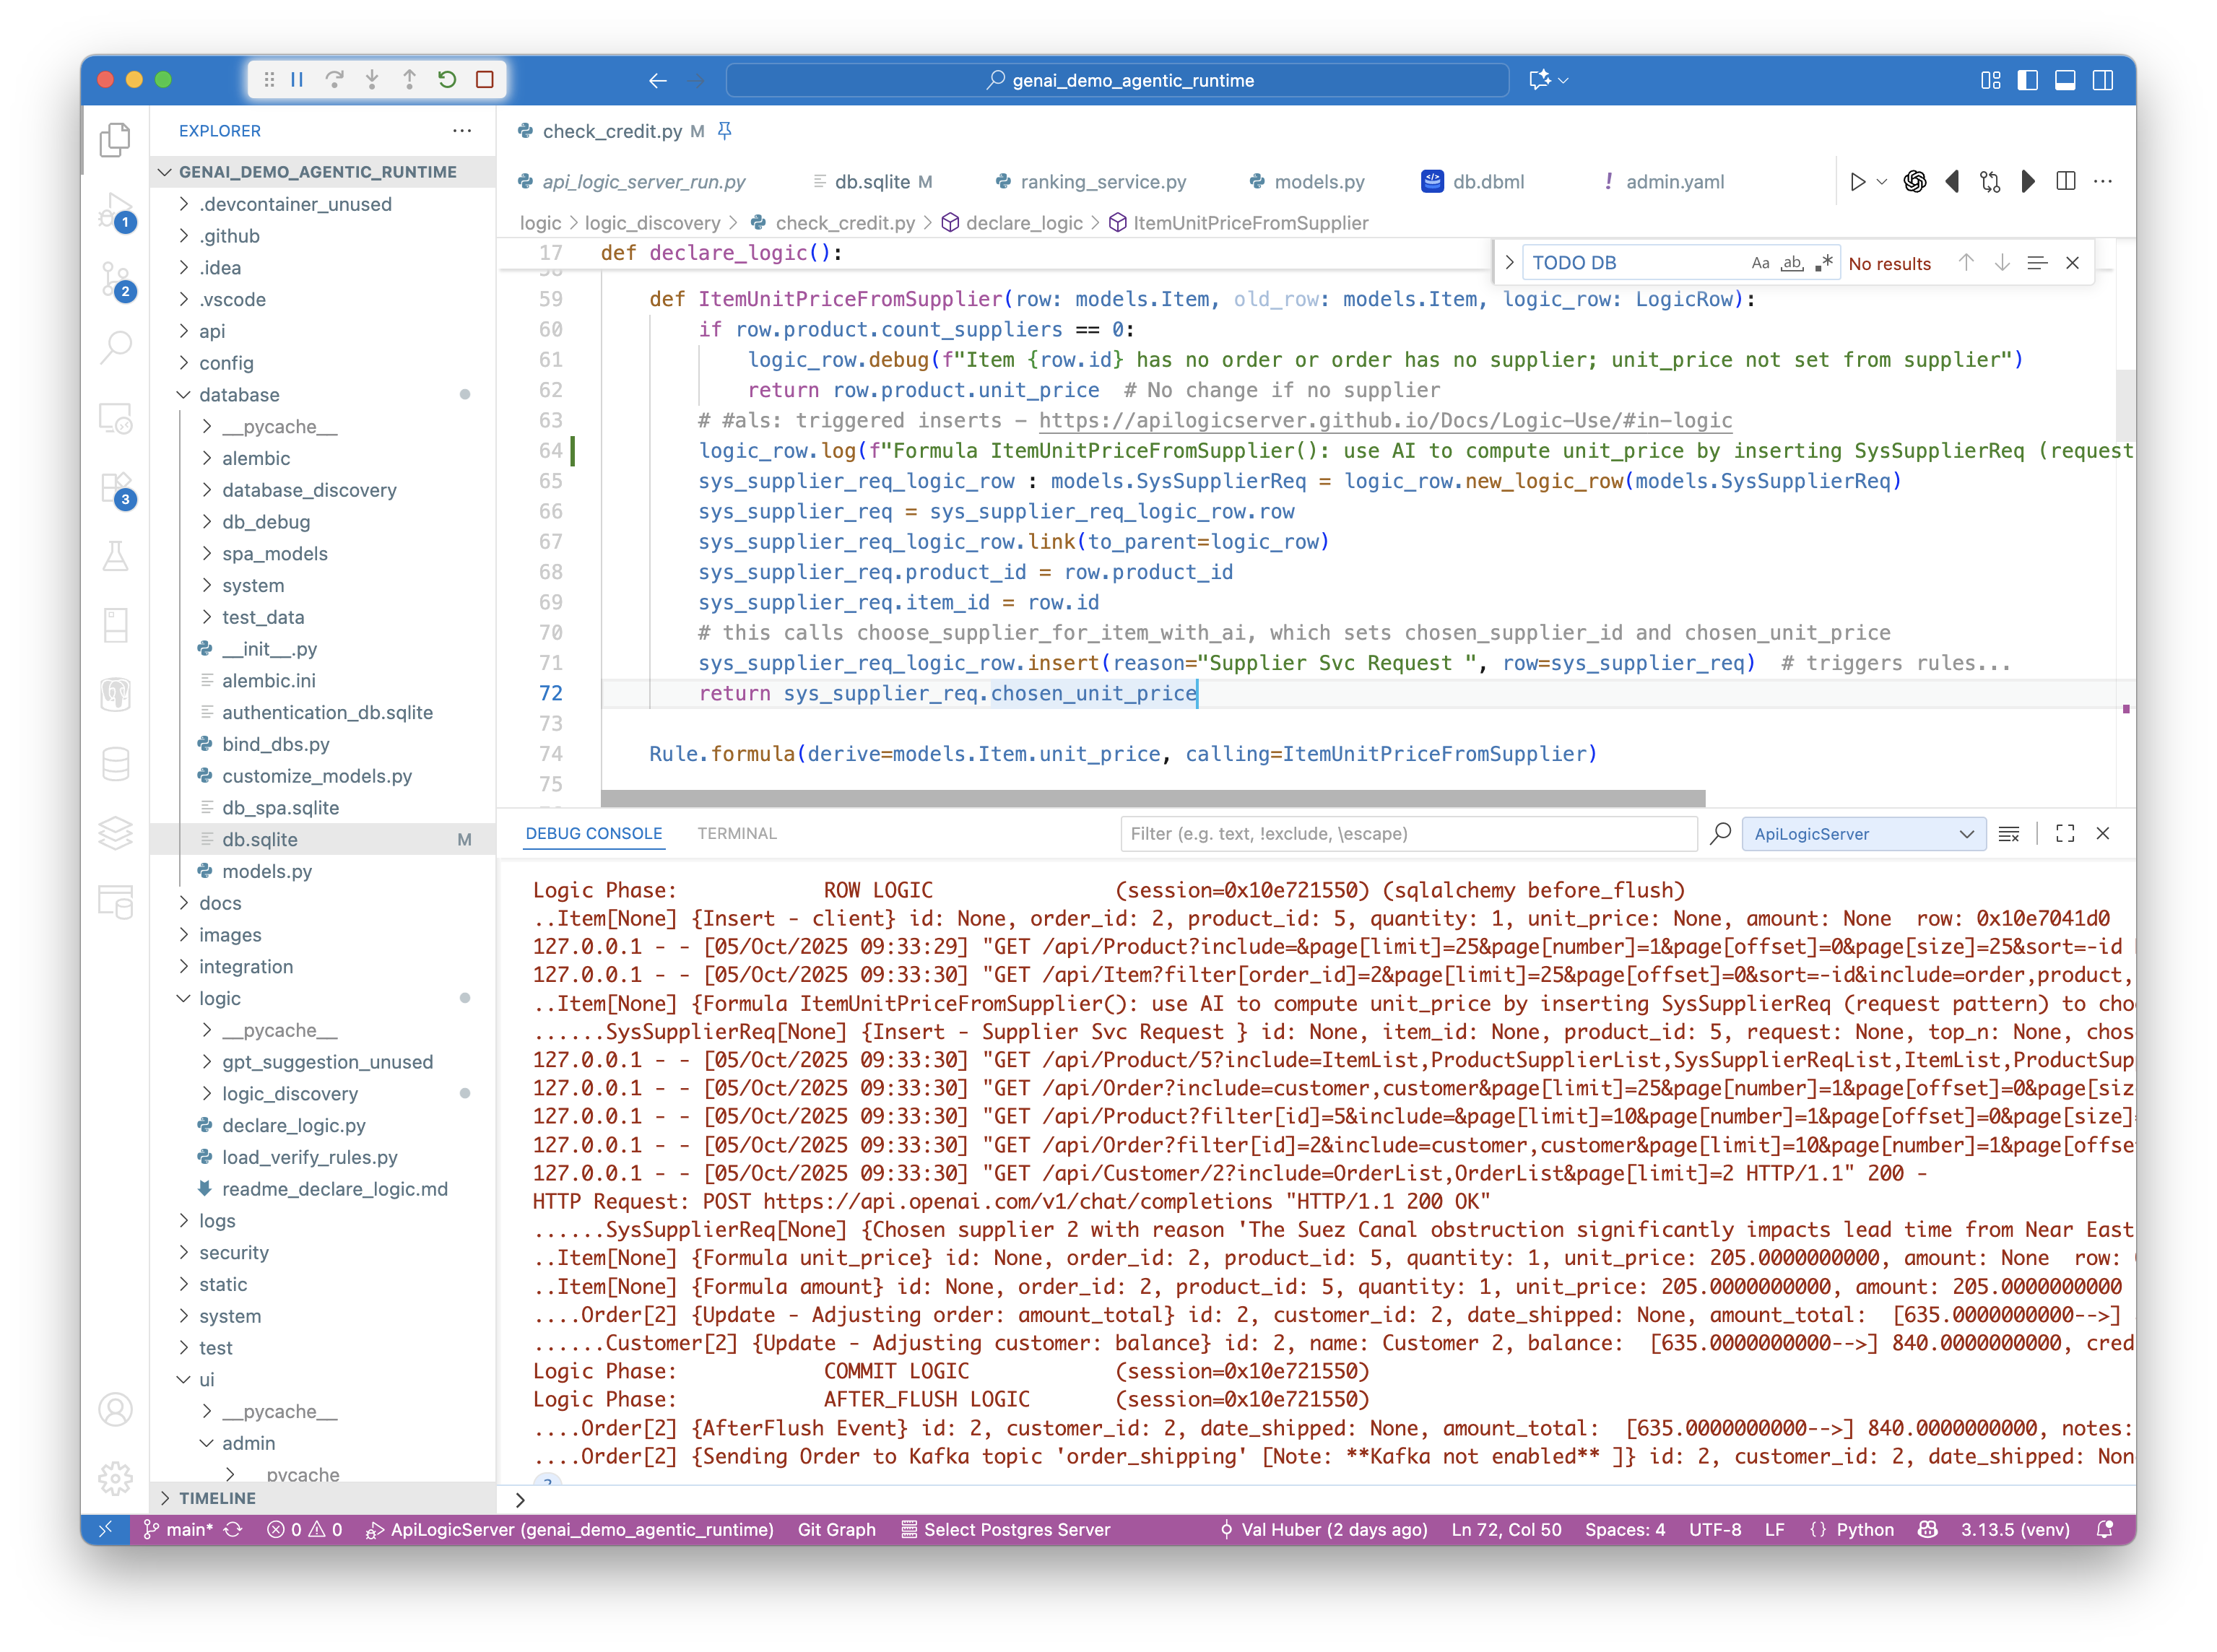 genai_demo_agentic_runtime
EXPLORER
GENAI_DEMO_AGENTIC_RUNTIME
.devcontainer_unused
.github
.idea
.vscode
api
config
database
__pycache__
alembic
database_discovery
db_debug
spa_models
system
test_data
__init__.py
alembic.ini
authentication_db.sqlite
bind_dbs.py
customize_models.py
db_spa.sqlite
db.sqlite M
models.py
docs
images
integration
logic
__pycache__
gpt_suggestion_unused
logic_discovery
declare_logic.py
load_verify_rules.py
readme_declare_logic.md
logs
security
static
system
test
ui
__pycache__
admin
pycache
TIMELINE
1
2
3
check_credit.py M
api_logic_server_run.py db.sqlite M ranking_service.py models.py db.dbml ! admin.yaml
logic > logic_discovery > check_credit.py > declare_logic > ItemUnitPriceFromSupplier
TODO DB Aa ab .* No results
17 def declare_logic():
59 def ItemUnitPriceFromSupplier(row: models.Item, old_row: models.Item, logic_row: LogicRow):
60 if row.product.count_suppliers == 0:
61 logic_row.debug(f"Item {row.id} has no order or order has no supplier; unit_price not set from supplier")
62 return row.product.unit_price # No change if no supplier
63 # #als: triggered inserts - https://apilogicserver.github.io/Docs/Logic-Use/#in-logic
64 logic_row.log(f"Formula ItemUnitPriceFromSupplier(): use AI to compute unit_price by inserting SysSupplierReq (request
65 sys_supplier_req_logic_row : models.SysSupplierReq = logic_row.new_logic_row(models.SysSupplierReq)
66 sys_supplier_req = sys_supplier_req_logic_row.row
67 sys_supplier_req_logic_row.link(to_parent=logic_row)
68 sys_supplier_req.product_id = row.product_id
69 sys_supplier_req.item_id = row.id
70 # this calls choose_supplier_for_item_with_ai, which sets chosen_supplier_id and chosen_unit_price
71 sys_supplier_req_logic_row.insert(reason="Supplier Svc Request ", row=sys_supplier_req) # triggers rules...
72 return sys_supplier_req.chosen_unit_price
73
74 Rule.formula(derive=models.Item.unit_price, calling=ItemUnitPriceFromSupplier)
75
DEBUG CONSOLE TERMINAL Filter (e.g. text, !exclude, \escape) ApiLogicServer
Logic Phase: ROW LOGIC (session=0x10e721550) (sqlalchemy before_flush)
..Item[None] {Insert - client} id: None, order_id: 2, product_id: 5, quantity: 1, unit_price: None, amount: None row: 0x10e7041d0
127.0.0.1 - - [05/Oct/2025 09:33:29] "GET /api/Product?include=&page[limit]=25&page[number]=1&page[offset]=0&page[size]=25&sort=-id
127.0.0.1 - - [05/Oct/2025 09:33:30] "GET /api/Item?filter[order_id]=2&page[limit]=25&page[offset]=0&sort=-id&include=order,product,
..Item[None] {Formula ItemUnitPriceFromSupplier(): use AI to compute unit_price by inserting SysSupplierReq (request pattern) to cho
......SysSupplierReq[None] {Insert - Supplier Svc Request } id: None, item_id: None, product_id: 5, request: None, top_n: None, chos
127.0.0.1 - - [05/Oct/2025 09:33:30] "GET /api/Product/5?include=ItemList,ProductSupplierList,SysSupplierReqList,ItemList,ProductSup
127.0.0.1 - - [05/Oct/2025 09:33:30] "GET /api/Order?include=customer,customer&page[limit]=25&page[number]=1&page[offset]=0&page[siz
127.0.0.1 - - [05/Oct/2025 09:33:30] "GET /api/Product?filter[id]=5&include=&page[limit]=10&page[number]=1&page[offset]=0&page[size]
127.0.0.1 - - [05/Oct/2025 09:33:30] "GET /api/Order?filter[id]=2&include=customer,customer&page[limit]=10&page[number]=1&page[offse
127.0.0.1 - - [05/Oct/2025 09:33:30] "GET /api/Customer/2?include=OrderList,OrderList&page[limit]=2 HTTP/1.1" 200 -
HTTP Request: POST https://api.openai.com/v1/chat/completions "HTTP/1.1 200 OK"
......SysSupplierReq[None] {Chosen supplier 2 with reason 'The Suez Canal obstruction significantly impacts lead time from Near East
..Item[None] {Formula unit_price} id: None, order_id: 2, product_id: 5, quantity: 1, unit_price: 205.0000000000, amount: None row:
..Item[None] {Formula amount} id: None, order_id: 2, product_id: 5, quantity: 1, unit_price: 205.0000000000, amount: 205.0000000000
....Order[2] {Update - Adjusting order: amount_total} id: 2, customer_id: 2, date_shipped: None, amount_total: [635.0000000000-->]
......Customer[2] {Update - Adjusting customer: balance} id: 2, name: Customer 2, balance: [635.0000000000-->] 840.0000000000, cred
Logic Phase: COMMIT LOGIC (session=0x10e721550)
Logic Phase: AFTER_FLUSH LOGIC (session=0x10e721550)
....Order[2] {AfterFlush Event} id: 2, customer_id: 2, date_shipped: None, amount_total: [635.0000000000-->] 840.0000000000, notes:
....Order[2] {Sending Order to Kafka topic 'order_shipping' [Note: **Kafka not enabled** ]} id: 2, customer_id: 2, date_shipped: Non
main* 0 0 ApiLogicServer (genai_demo_agentic_runtime) Git Graph Select Postgres Server Val Huber (2 days ago) Ln 72, Col 50 Spaces: 4 UTF-8 LF {} Python 3.13.5 (venv)